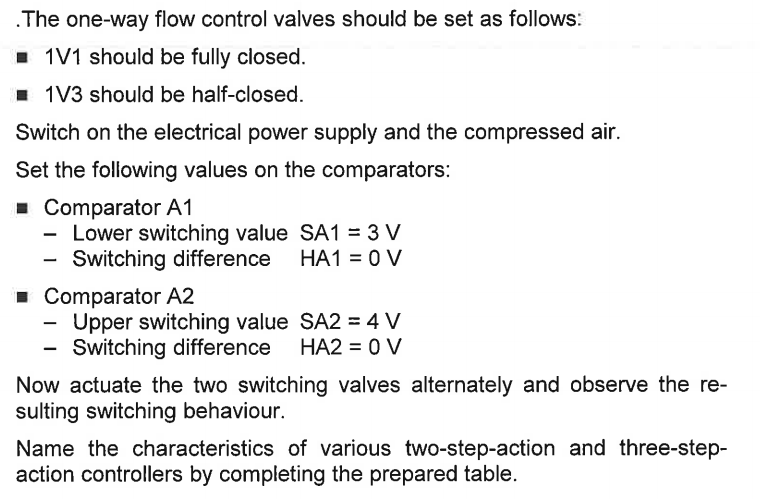 .The one-way flow control valves should be set as follows:
■ 1V1 should be fully closed.
■ 1V3 should be half-closed.
Switch on the electrical power supply and the compressed air.
Set the following values on the comparators:
■ Comparator A1
– Lower switching value SA1 = 3 V
– Switching difference HA1 = 0 V
■ Comparator A2
– Upper switching value SA2 = 4 V
– Switching difference HA2 = 0 V
Now actuate the two switching valves alternately and observe the re-
sulting switching behaviour.
Name the characteristics of various two-step-action and three-step-
action controllers by completing the prepared table.